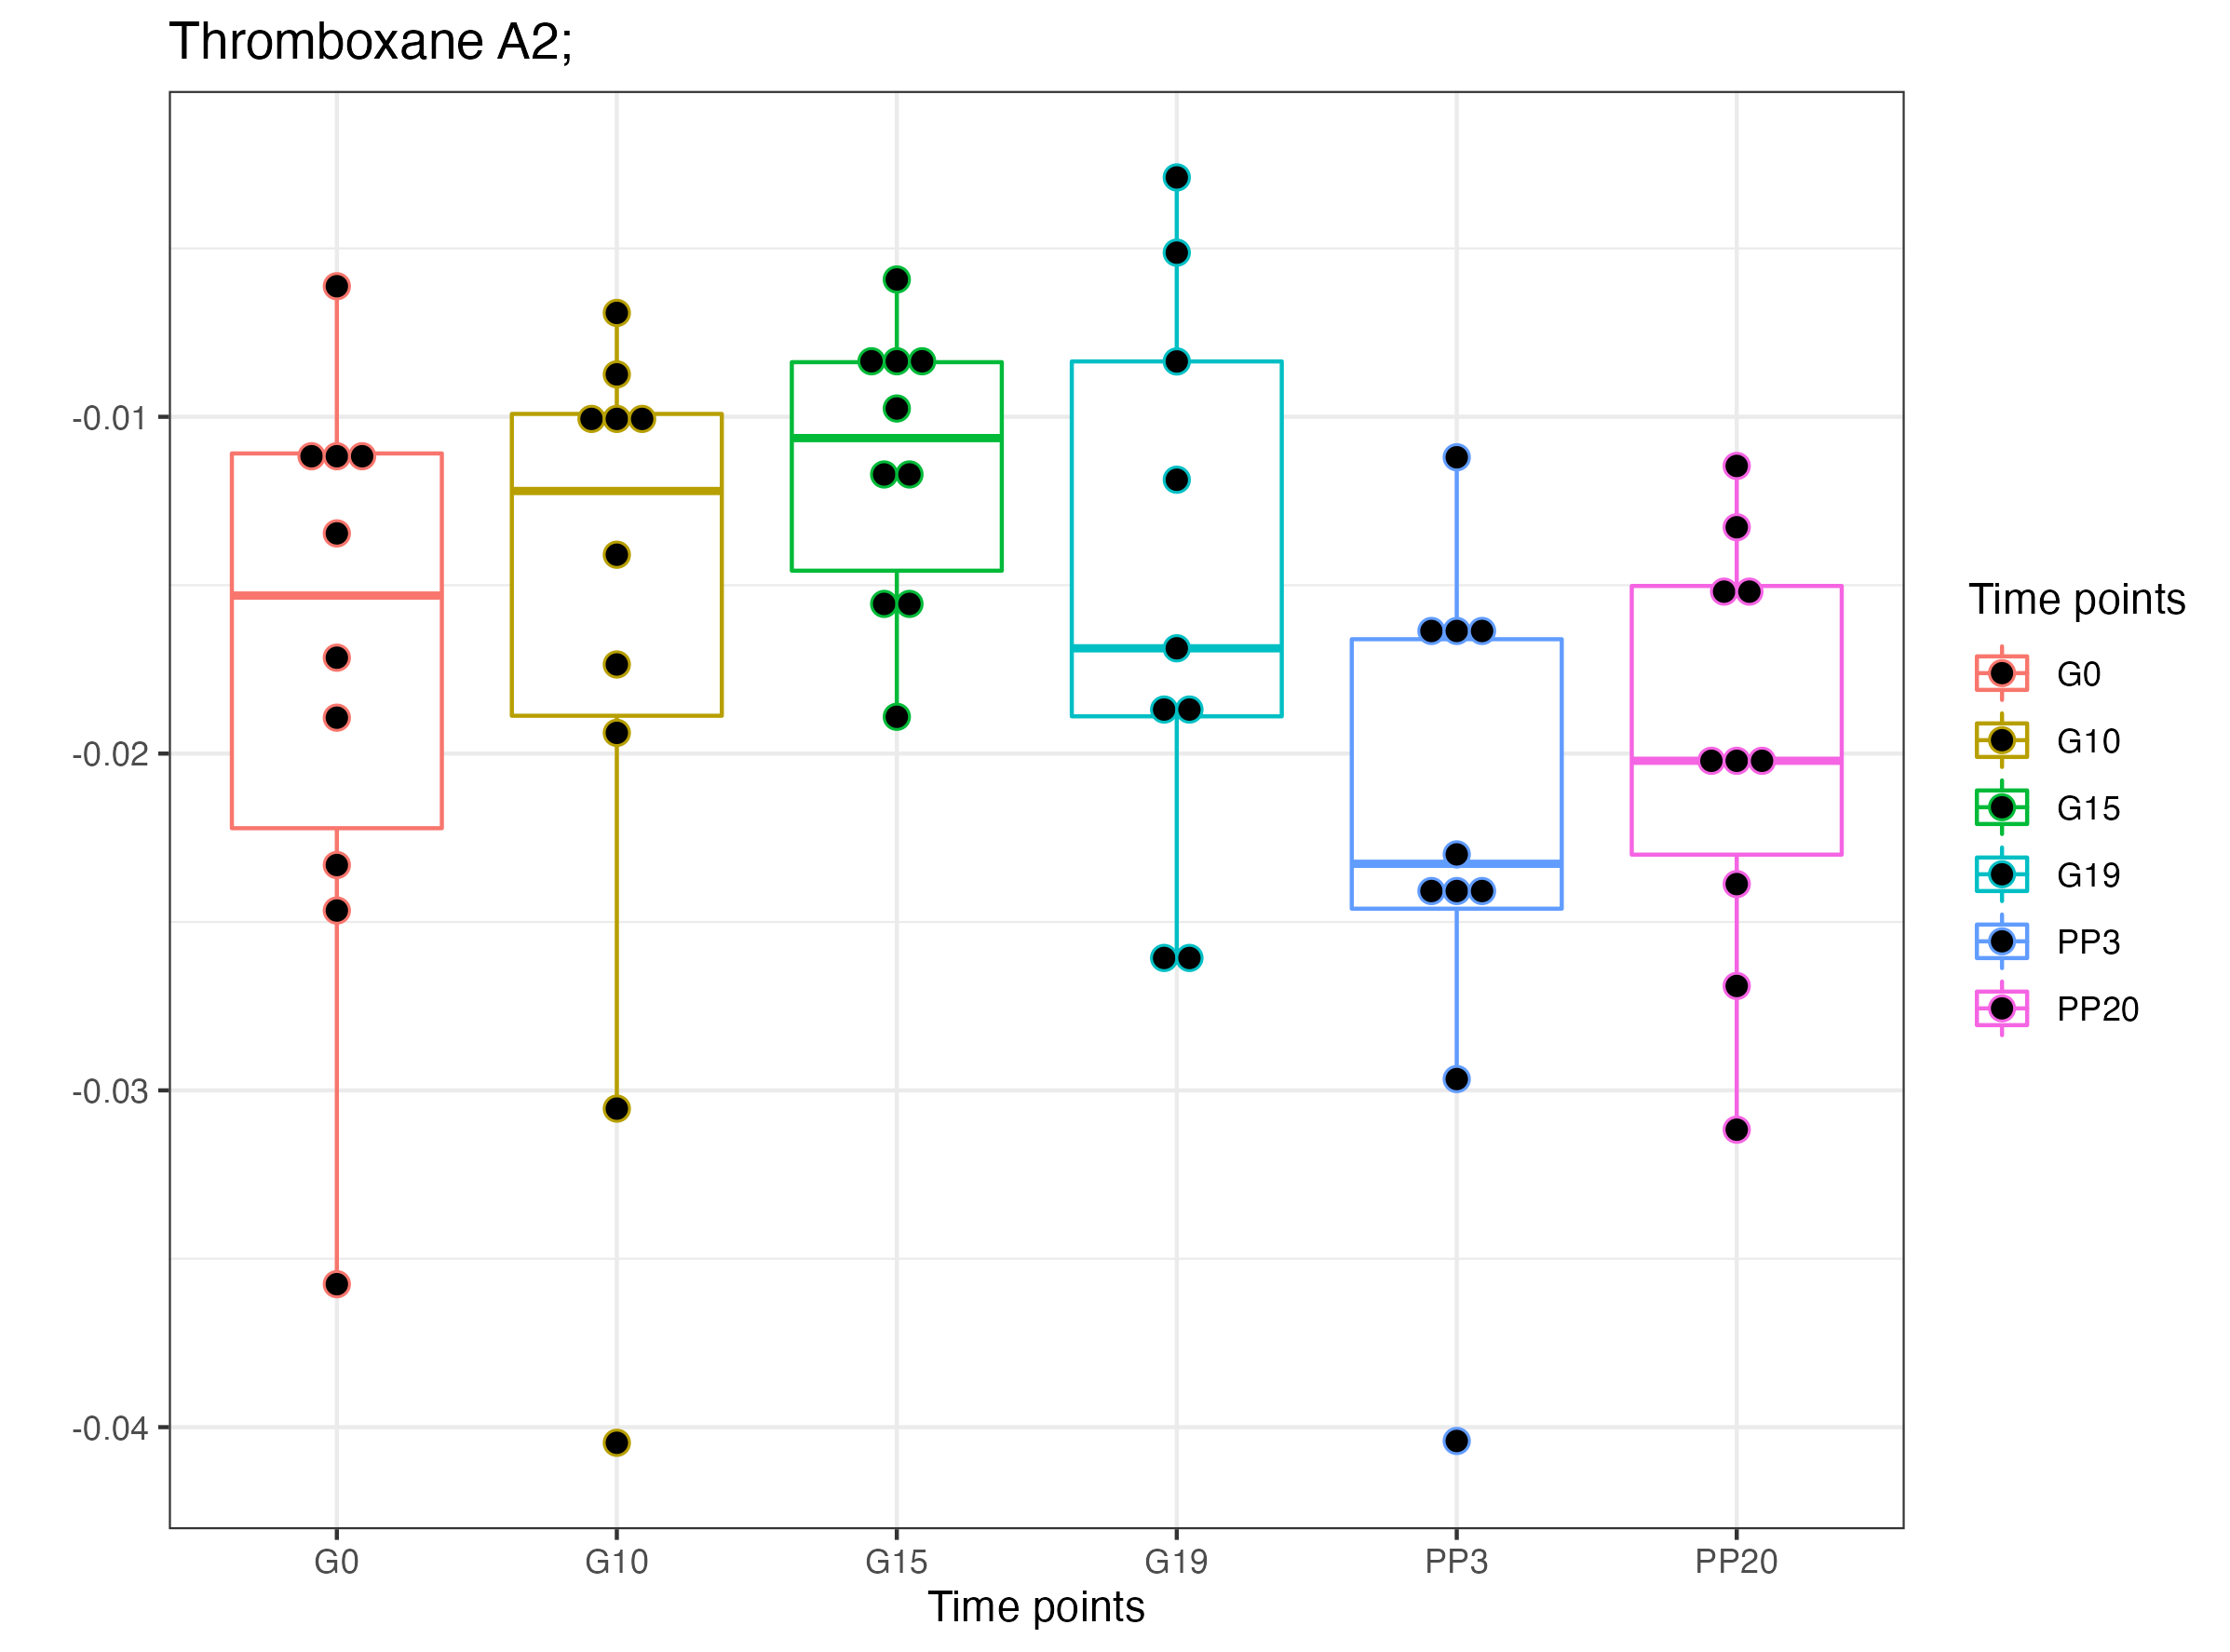 Thromboxane A2;
-0.01
-0.02
-0.03
-0.04
G0 G10 G15 G19 PP3 PP20
Time points
Time points
G0
G10
G15
G19
PP3
PP20